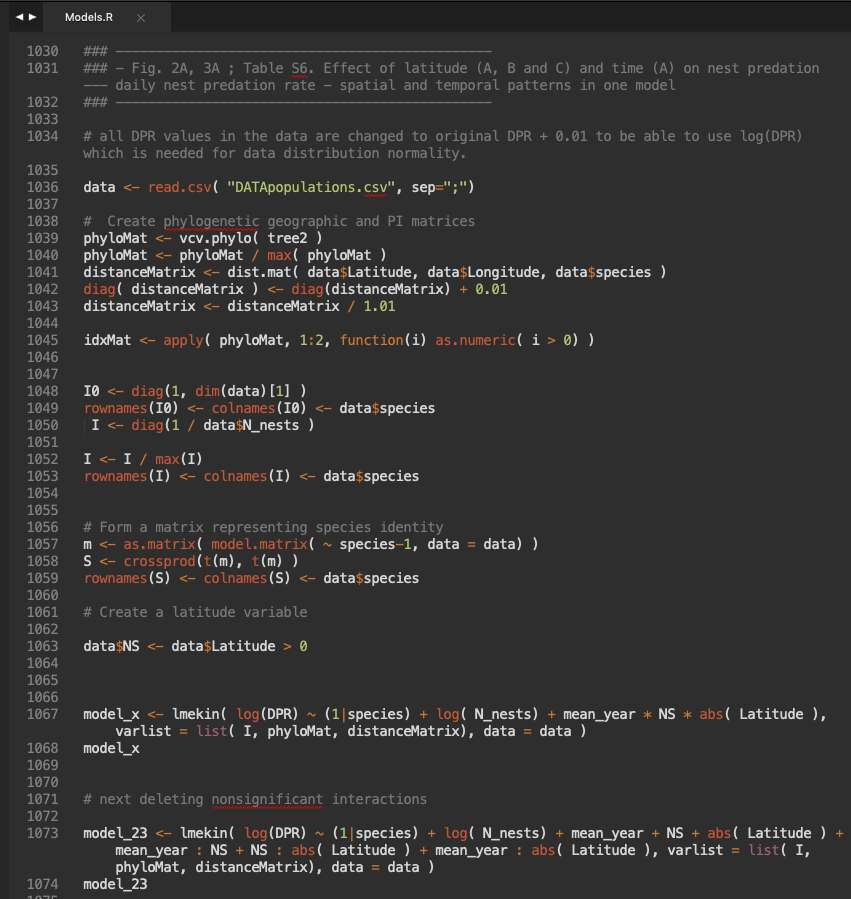 Models.R
1030 ### -----------------------------------------------
1031 ### - Fig. 2A, 3A ; Table S6. Effect of latitude (A, B and C) and time (A) on nest predation
--- daily nest predation rate - spatial and temporal patterns in one model
1032 ### -----------------------------------------------
1033
1034 # all DPR values in the data are changed to original DPR + 0.01 to be able to use log(DPR)
which is needed for data distribution normality.
1035
1036 data <- read.csv( "DATApopulations.csv", sep=";")
1037
1038 #  Create phylogenetic geographic and PI matrices
1039 phyloMat <- vcv.phylo( tree2 )
1040 phyloMat <- phyloMat / max( phyloMat )
1041 distanceMatrix <- dist.mat( data$Latitude, data$Longitude, data$species )
1042 diag( distanceMatrix ) <- diag(distanceMatrix) + 0.01
1043 distanceMatrix <- distanceMatrix / 1.01
1044
1045 idxMat <- apply( phyloMat, 1:2, function(i) as.numeric( i > 0) )
1046
1047
1048 I0 <- diag(1, dim(data)[1] )
1049 rownames(I0) <- colnames(I0) <- data$species
1050  I <- diag(1 / data$N_nests )
1051
1052 I <- I / max(I)
1053 rownames(I) <- colnames(I) <- data$species
1054
1055
1056 # Form a matrix representing species identity
1057 m <- as.matrix( model.matrix( ~ species-1, data = data) )
1058 S <- crossprod(t(m), t(m) )
1059 rownames(S) <- colnames(S) <- data$species
1060
1061 # Create a latitude variable
1062
1063 data$NS <- data$Latitude > 0
1064
1065
1066
1067 model_x <- lmekin( log(DPR) ~ (1|species) + log( N_nests) + mean_year * NS * abs( Latitude ),
varlist = list( I, phyloMat, distanceMatrix), data = data )
1068 model_x
1069
1070
1071 # next deleting nonsignificant interactions
1072
1073 model_23 <- lmekin( log(DPR) ~ (1|species) + log( N_nests) + mean_year + NS + abs( Latitude ) +
mean_year : NS + NS : abs( Latitude ) + mean_year : abs( Latitude ), varlist = list( I,
phyloMat, distanceMatrix), data = data )
1074 model_23
1075